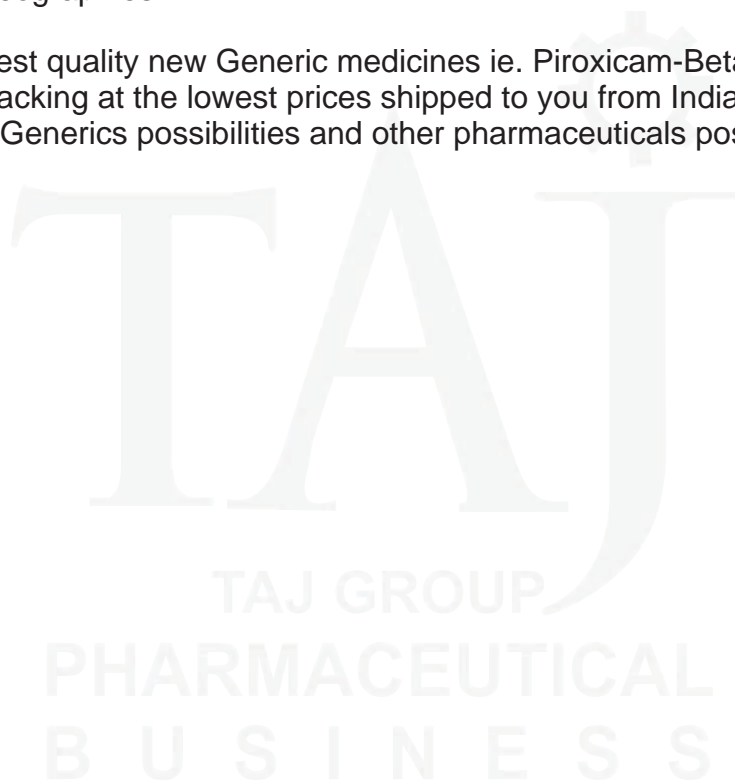 est quality new Generic medicines ie. Piroxicam-Beta
acking at the lowest prices shipped to you from India
Generics possibilities and other pharmaceuticals pos
TAJ
TAJ GROUP
PHARMACEUTICAL
BUSINESS